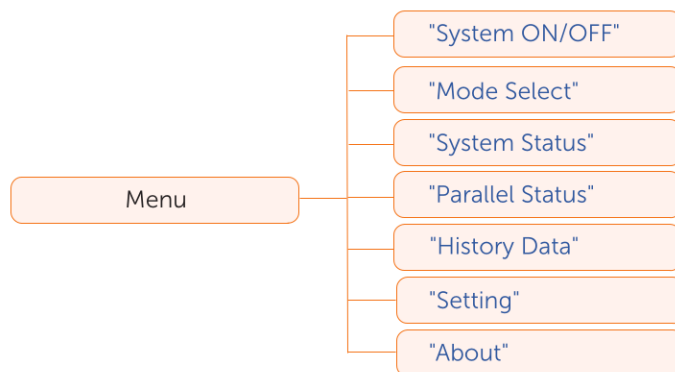 "System ON/OFF"
"Mode Select"
"System Status"
Menu
"Parallel Status"
"History Data"
"Setting"
"About"